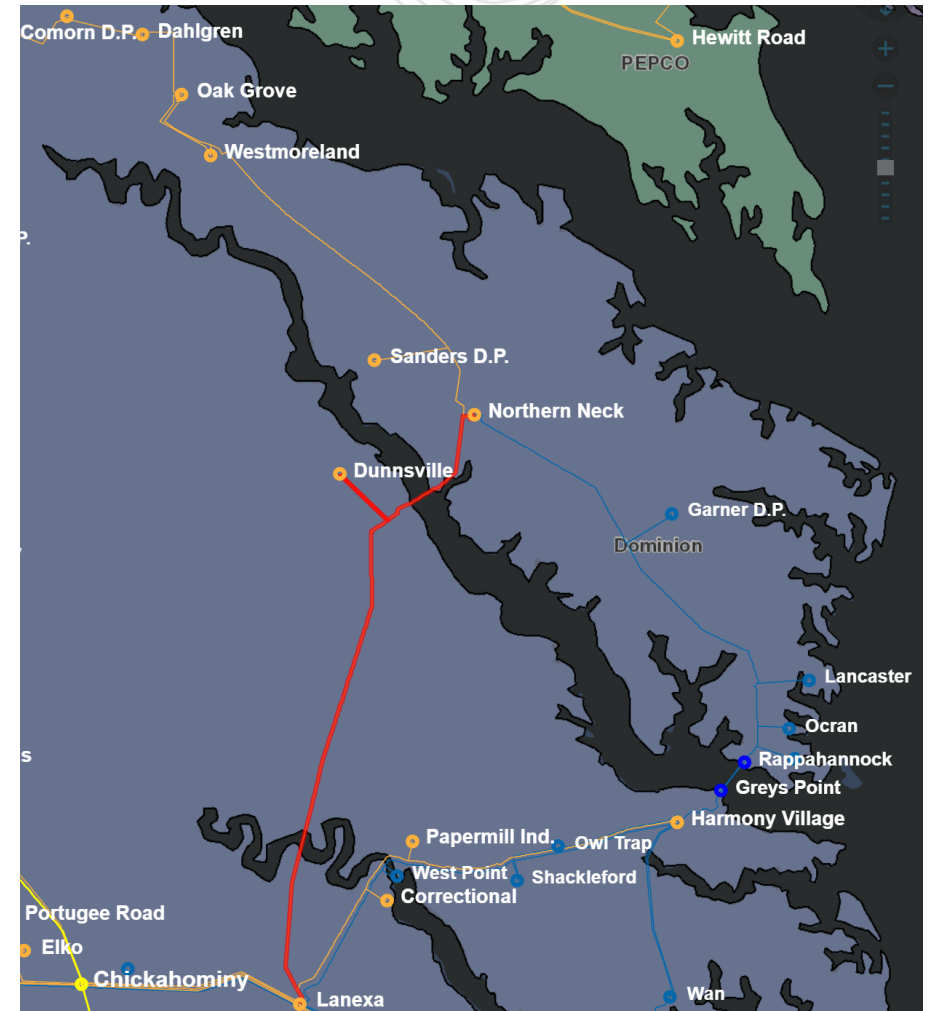 Comorn D.P.
Dahlgren
Hewitt Road
PEPCO
Oak Grove
Westmoreland
P.
Sanders D.P.
Northern Neck
Dunnsville
Garner D.P.
Dominion
Lancaster
Ocran
s
Rappahannock
Greys Point
Harmony Village
Papermill Ind.
Owl Trap
West Point
Shackleford
Correctional
Portugee Road
Elko
Chickahominy
Wan
Lanexa